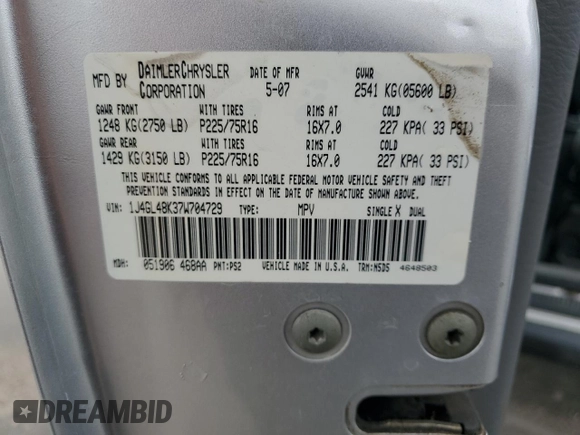 MFD BY DAIMLERCHRYSLER CORPORATION DATE OF MFR 5-07 GVWR 2541 KG(05600 LB)
GAWR FRONT WITH TIRES RIMS AT COLD
1248 KG(2750 LB) P225/75R16 16X7.0 227 KPA( 33 PSI)
GAWR REAR WITH TIRES RIMS AT COLD
1429 KG(3150 LB) P225/75R16 16X7.0 227 KPA( 33 PSI)
THIS VEHICLE CONFORMS TO ALL APPLICABLE FEDERAL MOTOR VEHICLE SAFETY AND THEFT
PREVENTION STANDARDS IN EFFECT ON THE DATE OF MANUFACTURE SHOWN ABOVE.
VIN: 1J4GL48K37W704729 TYPE: MPV SINGLE X DUAL
MDH: 051906 468AA PNT:PS2 VEHICLE MADE IN U.S.A. TRM:N5DS 4648503
DREAMBID